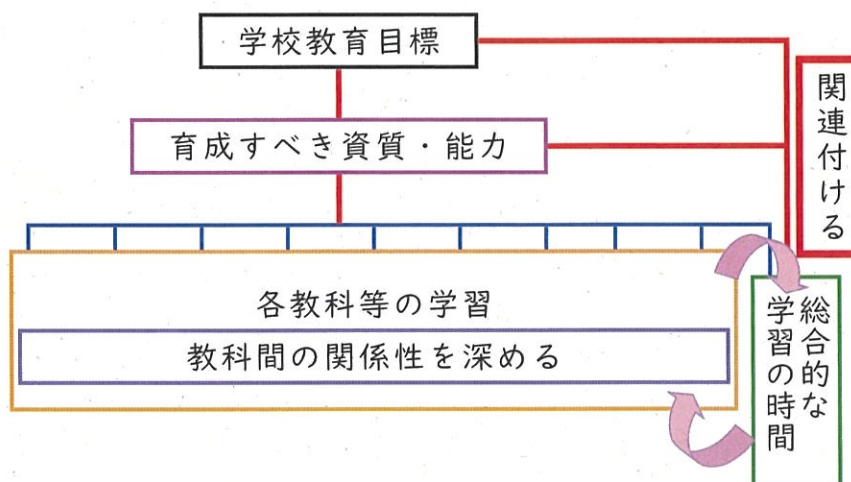 学校教育目標
育成すべき資質・能力
関連付ける
各教科等の学習
教科間の関係性を深める
総合的な
学習の時間